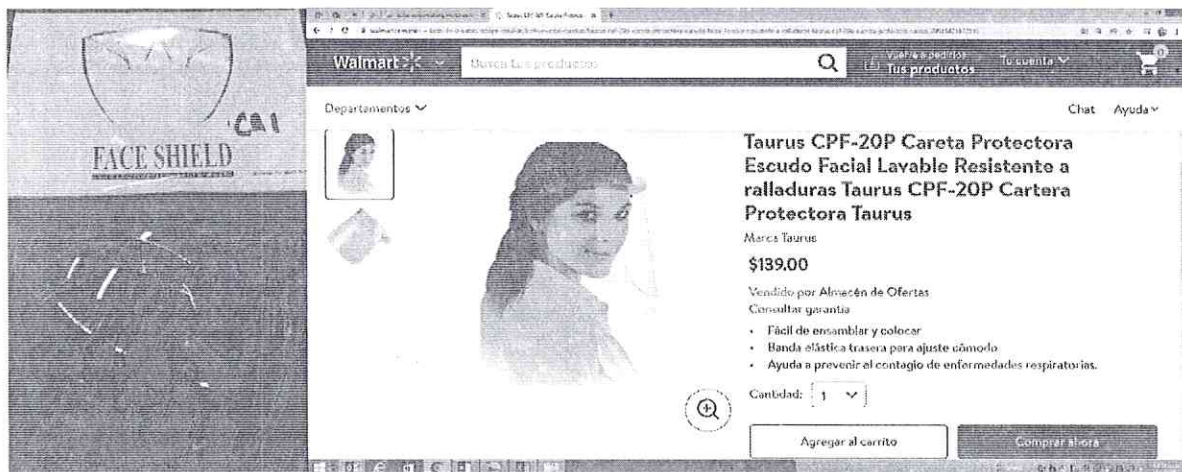 CA1
FACE SHIELD
Walmart
Busca tus productos
Vuelve a pedirlos
Tus productos
Tu cuenta
0
Departamentos
Chat Ayuda
Taurus CPF-20P Careta Protectora
Escudo Facial Lavable Resistente a
ralladuras Taurus CPF-20P Cartera
Protectora Taurus
Marca Taurus
$139.00
Vendido por Almacén de Ofertas
Consultar garantía
Fácil de ensamblar y colocar
Banda elástica trasera para ajuste cómodo
Ayuda a prevenir el contagio de enfermedades respiratorias.
Cantidad: 1
Agregar al carrito
Comprar ahora